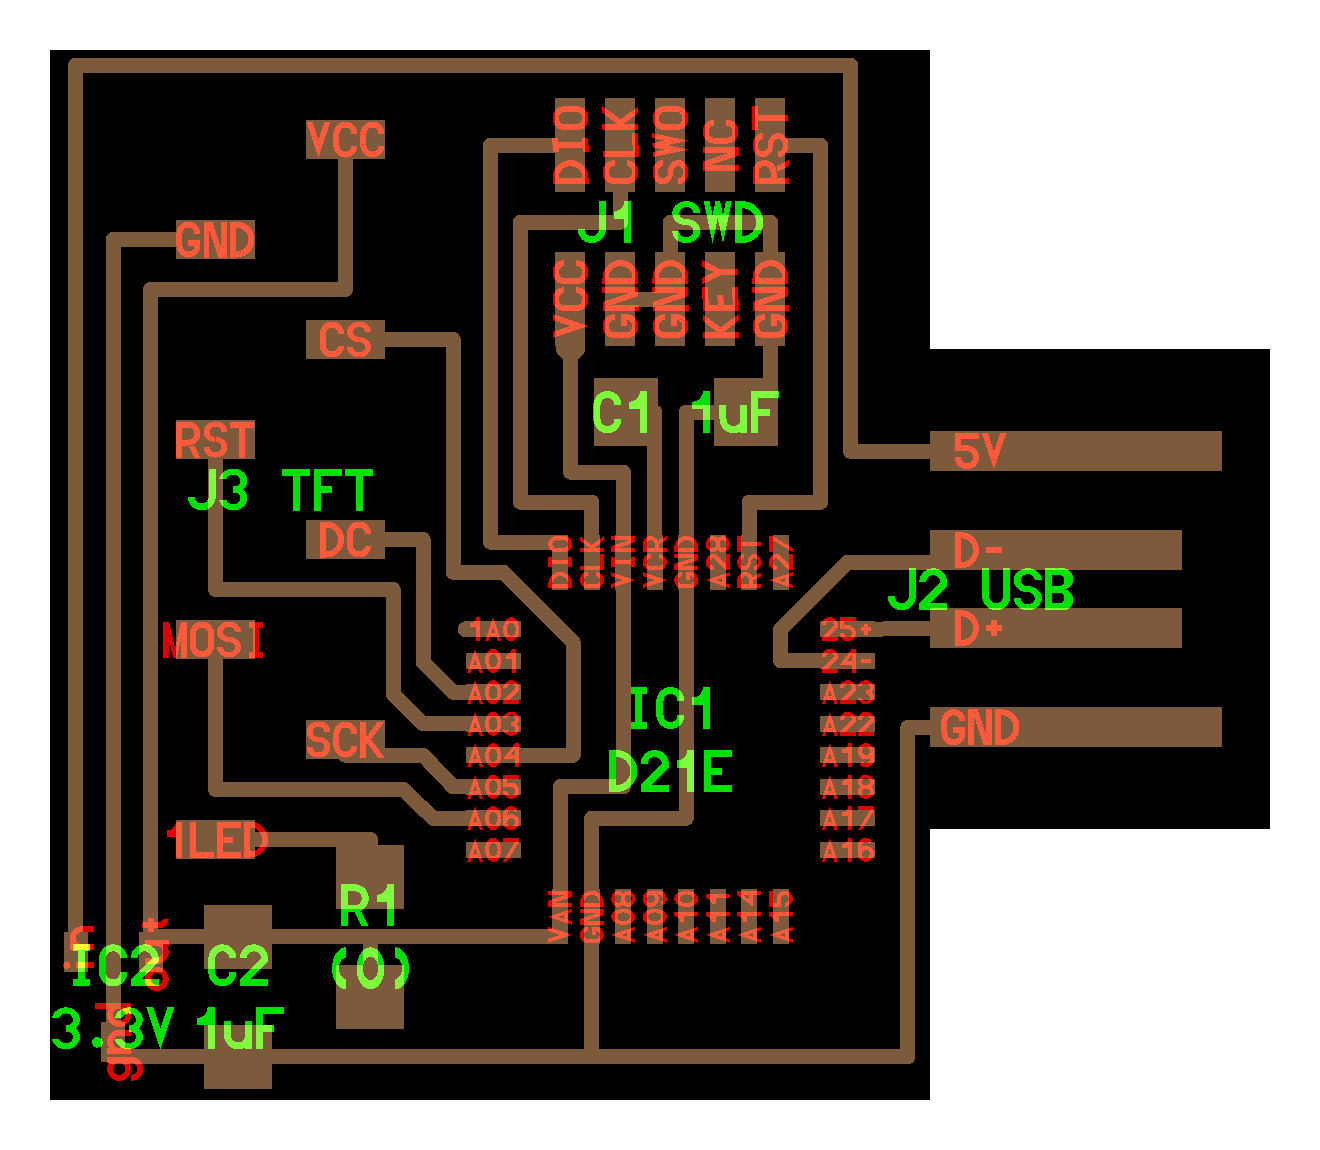 DIO CLK SWO NC RST
VCC
J1 SWD
GND
VCC GND GND KEY GND
CS
C1 1uF
RST
5V
J3 TFT
DC
DIO CLK VIN VCR GND A28 RST A27
D-
J2 USB
1A0
25+
D+
MOSI
A01
24-
A02
A23
IC1
A03
A22
GND
SCK
A04
A19
D21E
A05
A18
A06
A17
1LED
A07
A16
R1
VAN GND A08 A09 A10 A11 A14 A15
in
out
IC2 C2 (0)
3.3V 1uF
gnd